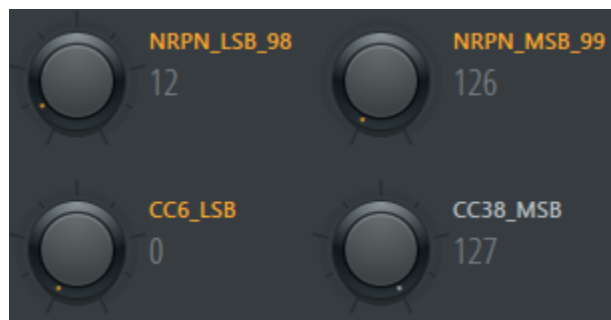 NRPN_LSB_98
12
NRPN_MSB_99
126
CC6_LSB
0
CC38_MSB
127